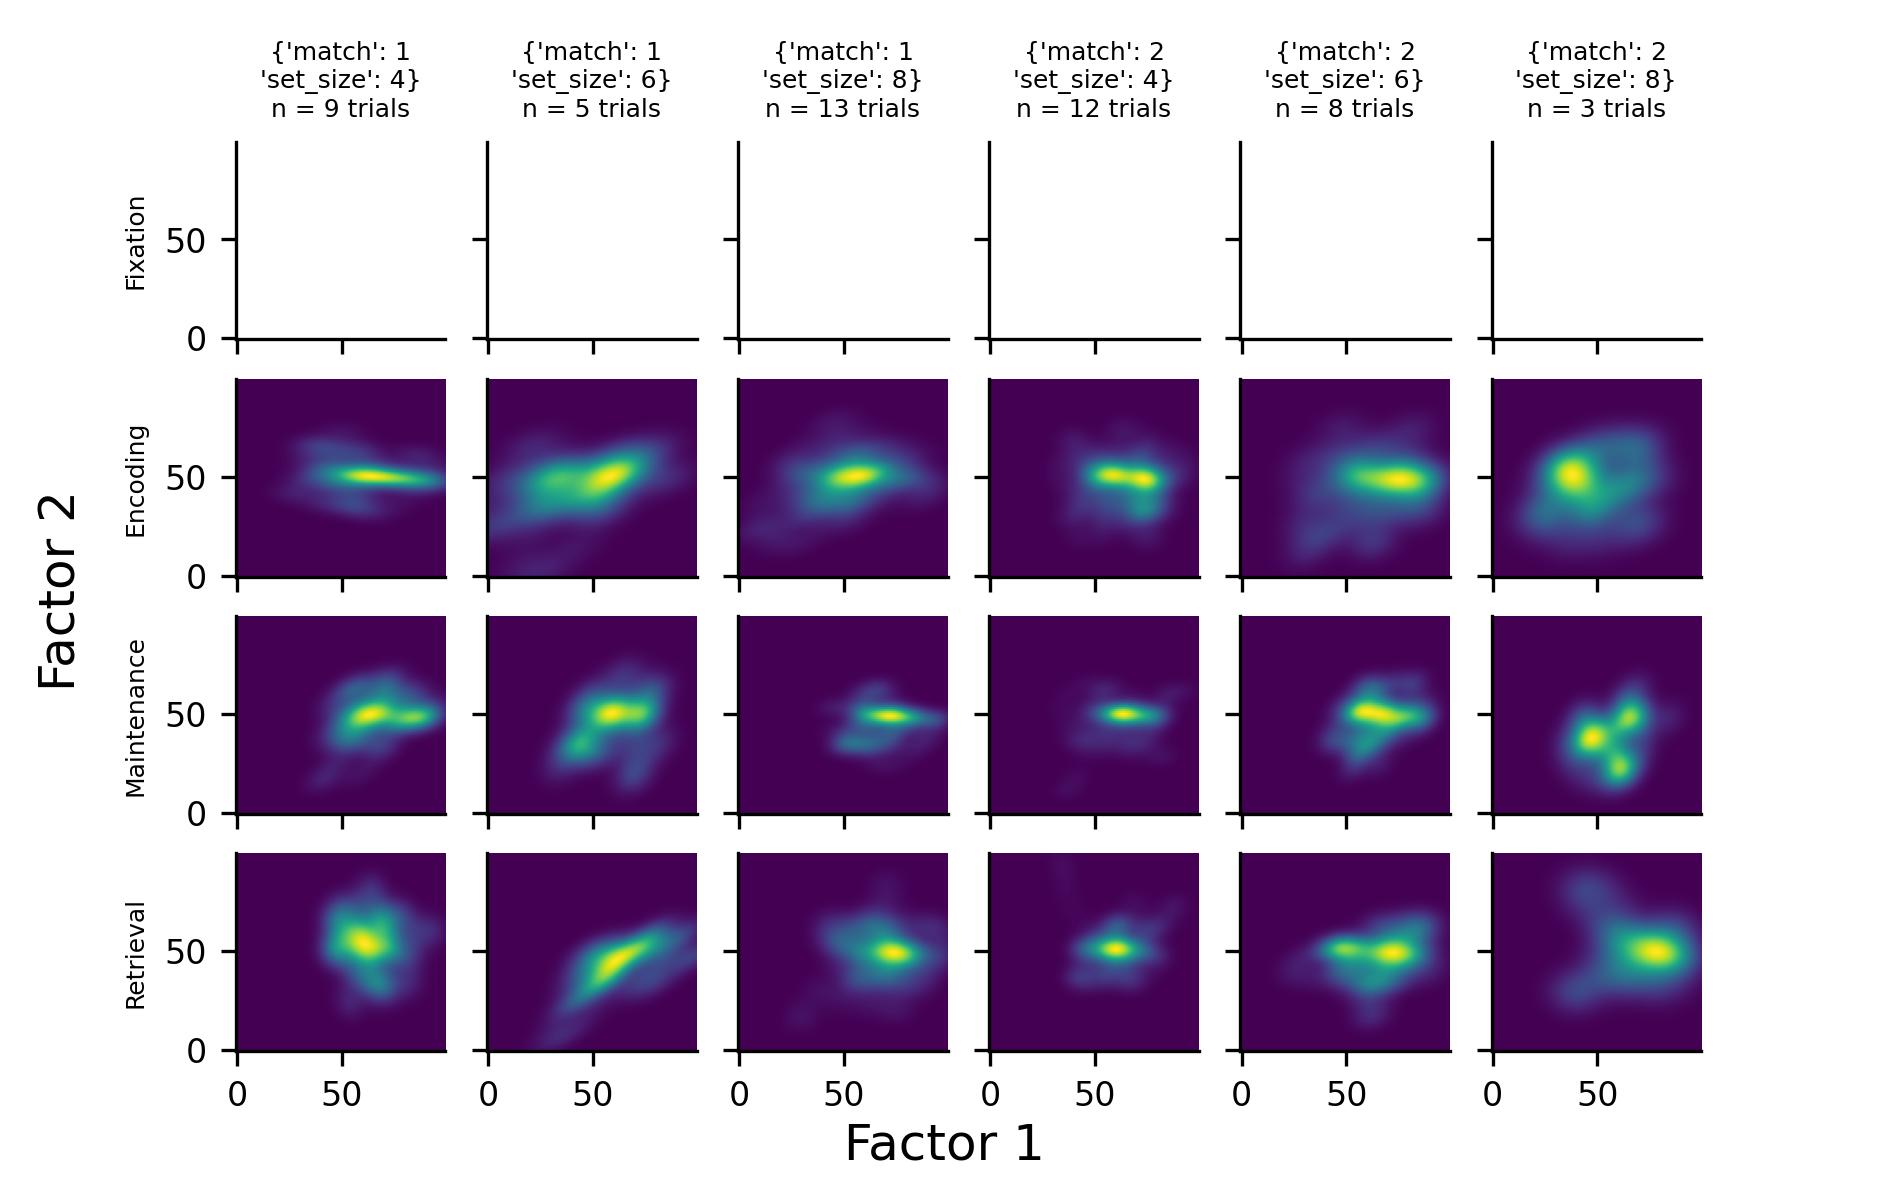 {'match': 1
'set_size': 4}
n = 9 trials
{'match': 1
'set_size': 6}
n = 5 trials
{'match': 1
'set_size': 8}
n = 13 trials
{'match': 2
'set_size': 4}
n = 12 trials
{'match': 2
'set_size': 6}
n = 8 trials
{'match': 2
'set_size': 8}
n = 3 trials
Factor 2
Fixation
50
0
Encoding
50
0
Maintenance
50
0
Retrieval
50
0
0 50 0 50 0 50 0 50 0 50 0 50
Factor 1